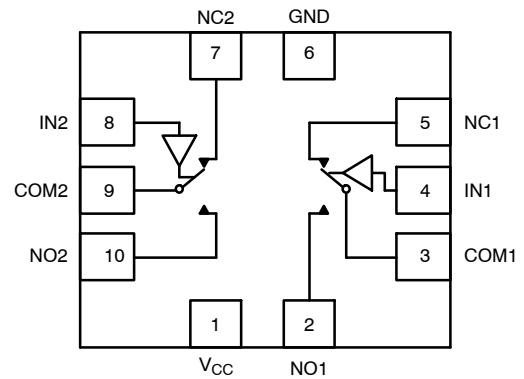 NC2 GND
7 6
IN2 8 5 NC1
COM2 9 4 IN1
NO2 10 3 COM1
1 2
VCC NO1